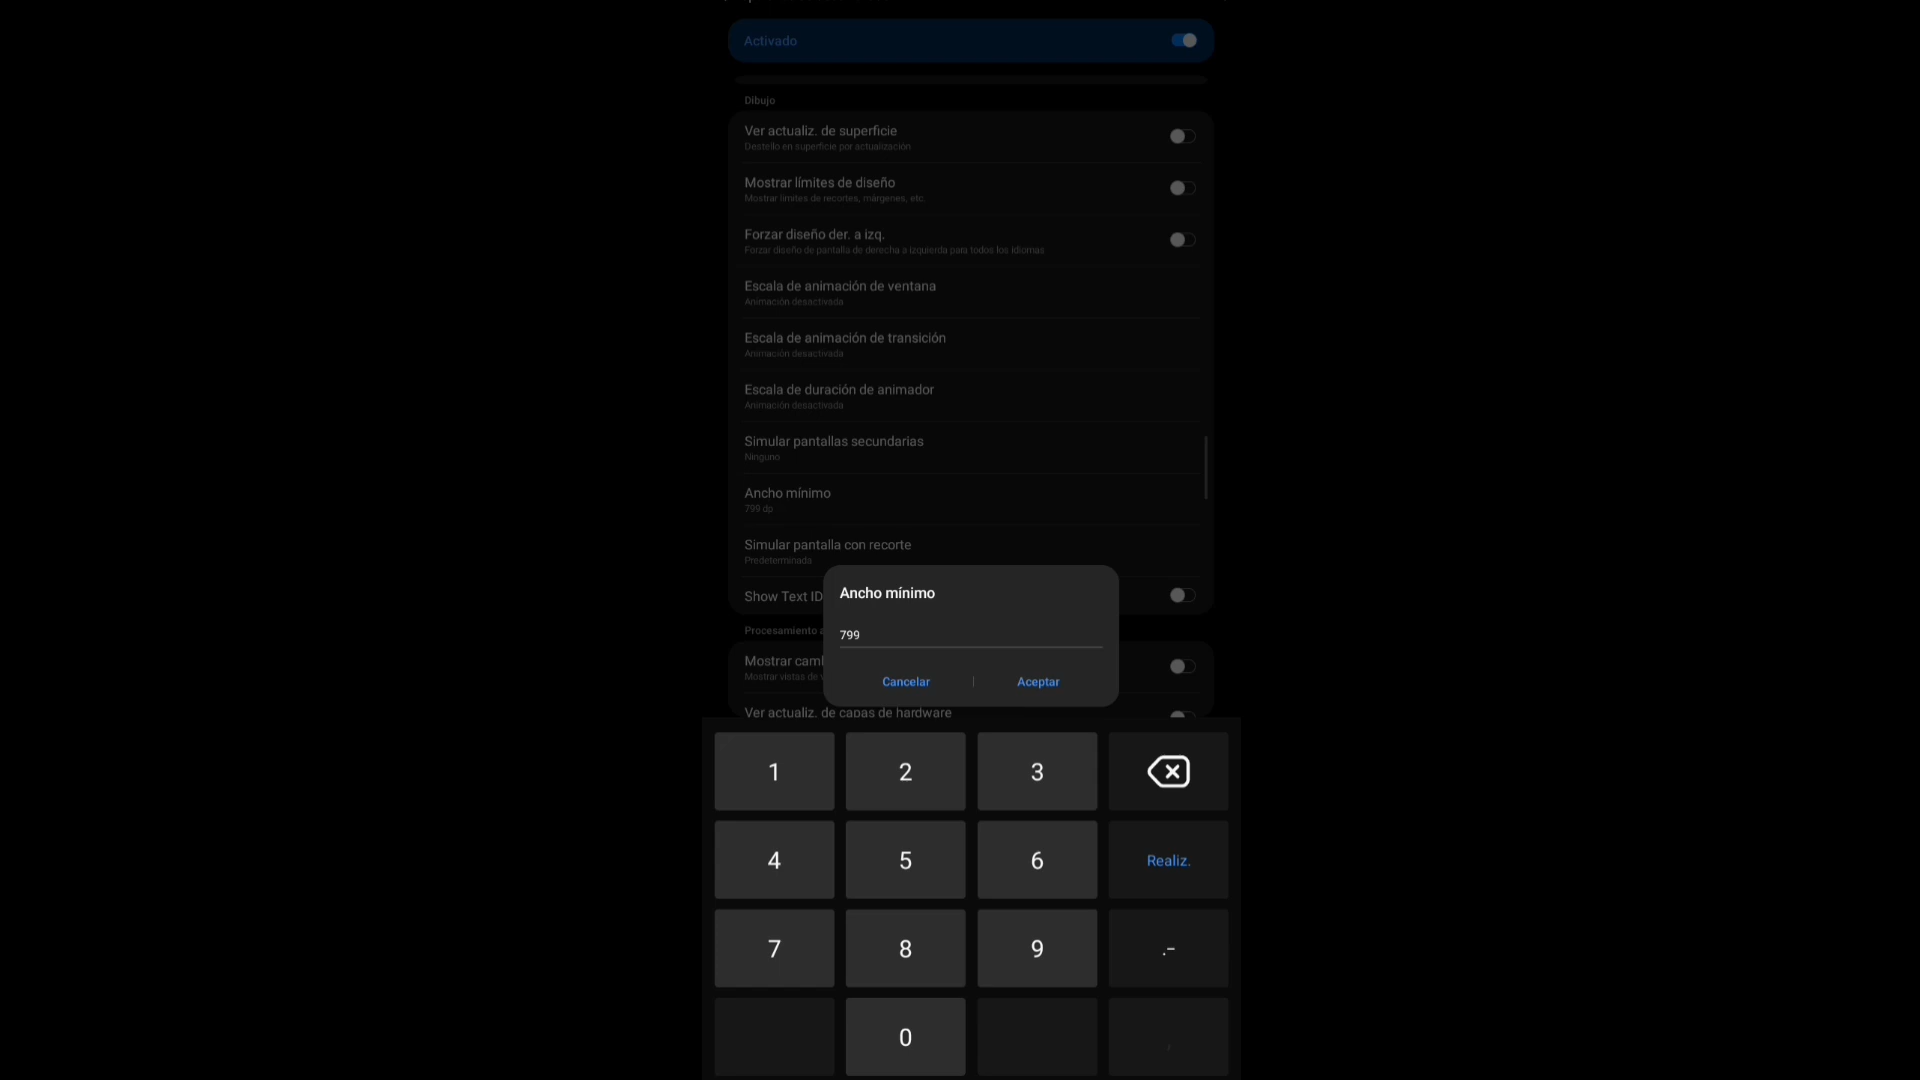 Activado
Dibujo
Ver actualiz. de superficie
Destello en superficie por actualización
Mostrar límites de diseño
Mostrar límites de recortes, márgenes, etc.
Forzar diseño der. a izq.
Forzar diseño de pantalla de derecha a izquierda para todos los idiomas
Escala de animación de ventana
Animación desactivada
Escala de animación de transición
Animación desactivada
Escala de duración de animador
Animación desactivada
Simular pantallas secundarias
Ninguno
Ancho mínimo
799 dp
Simular pantalla con recorte
Predeterminada
Show Text ID
Ancho mínimo
799
Cancelar | Aceptar
Procesamiento
Mostrar
Mostrar vistas de
Ver actualiz. de capas de hardware
1 2 3
4 5 6 Realiz.
7 8 9 .-
0 ,